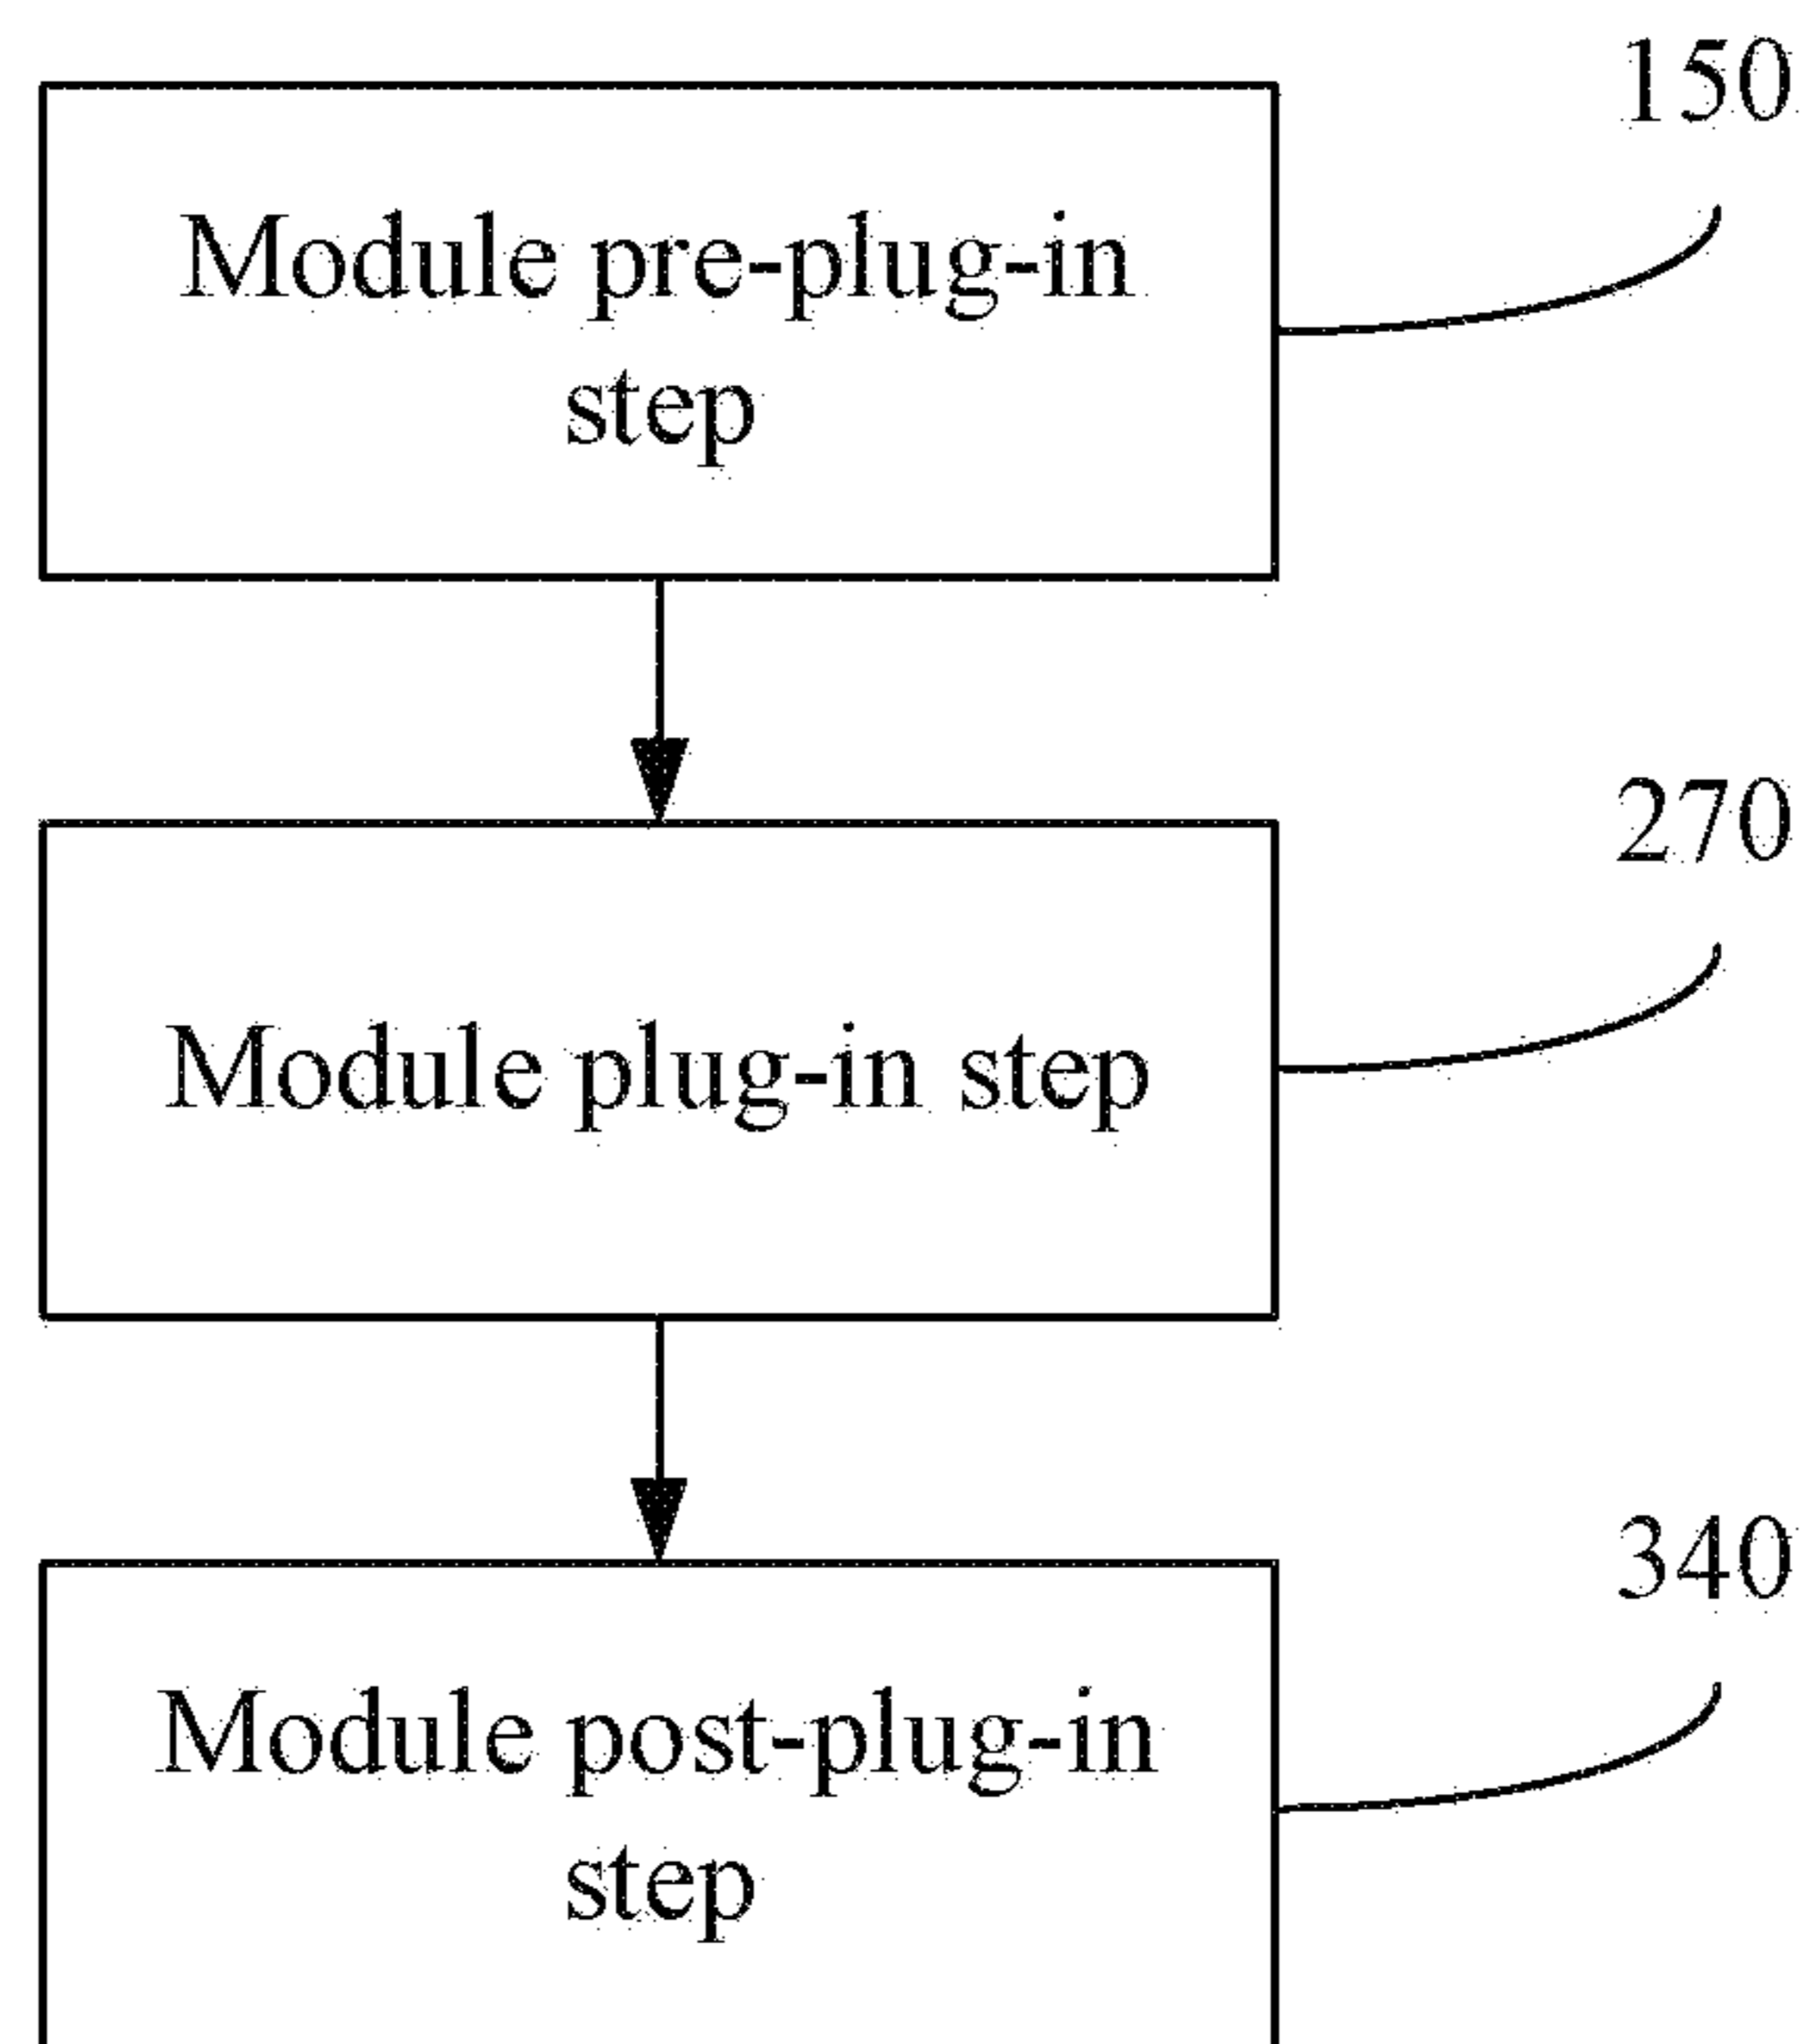 150
Module pre-plug-in
step
270
Module plug-in step
340
Module post-plug-in
step